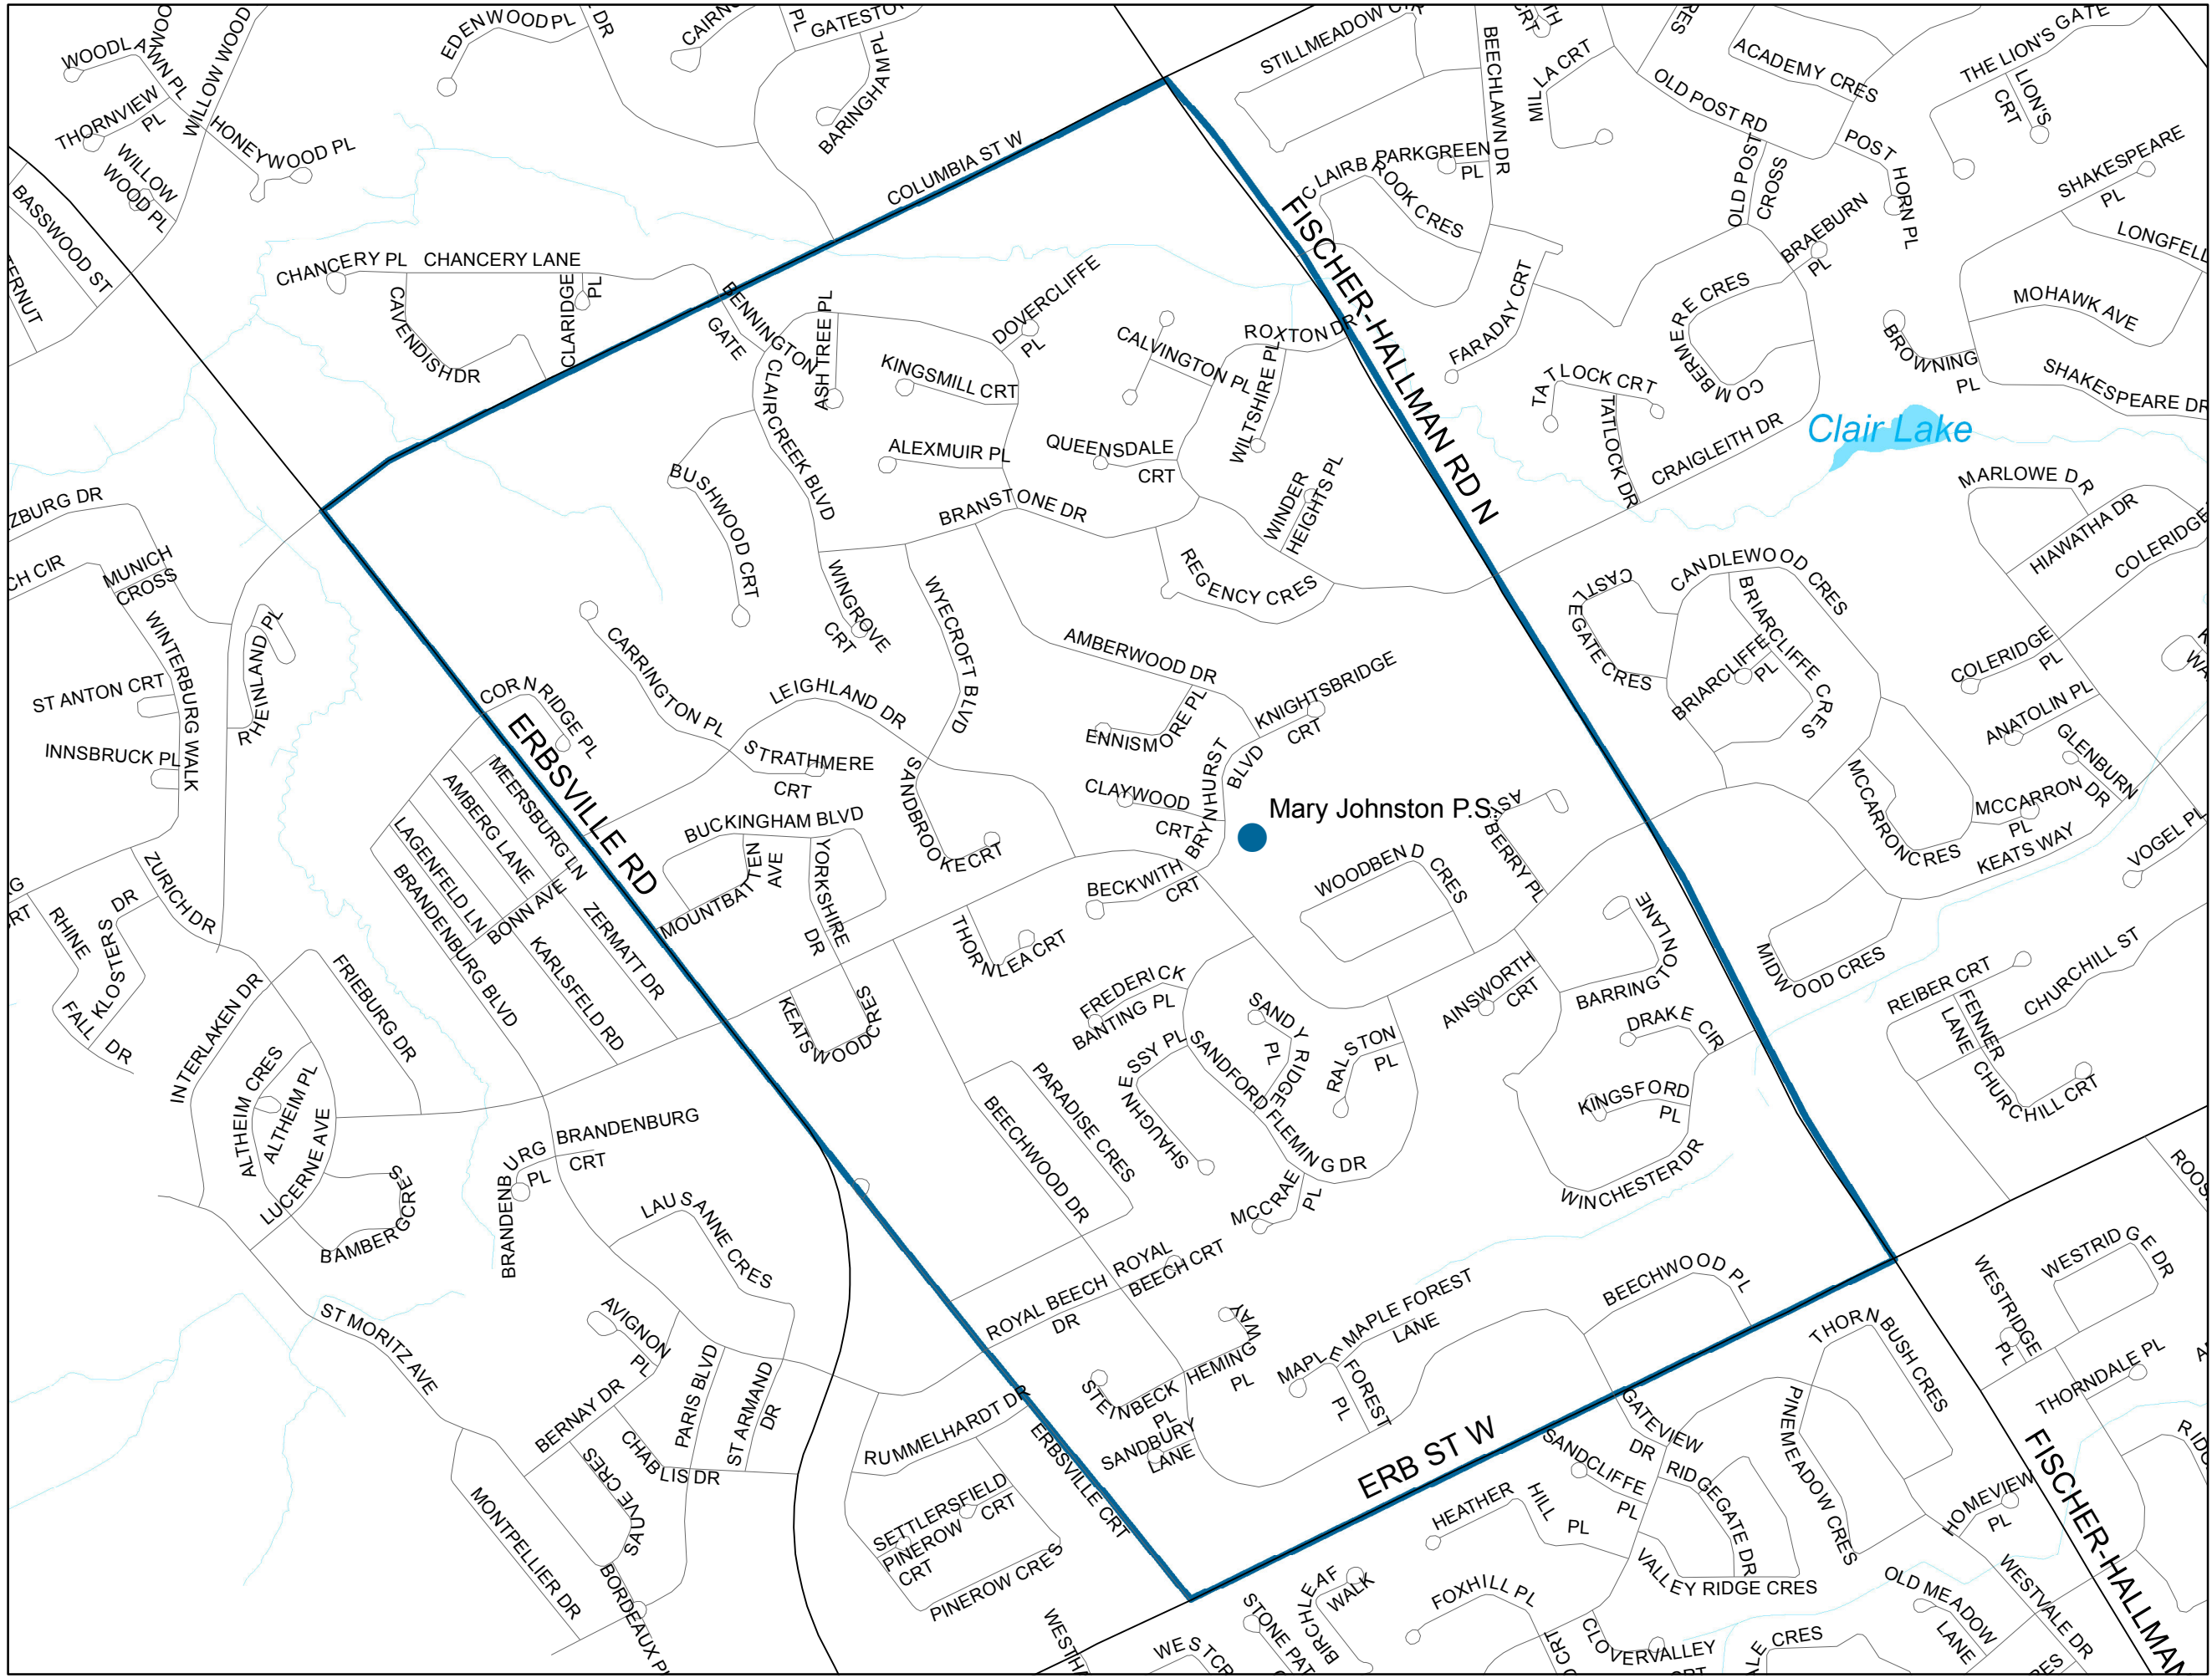 WOODLAWN PL
WILLOW WOOD
THORNVIEW
PL
WILLOW
WOOD PL
HONEYWOOD PL
BASSWOOD ST
EDENWOOD PL
DR
PL
BARINGHAM PL
COLUMBIA ST W
STILLMEADOW CIR
BEECHLAWN DR
CRT
MILLA CRT
ACADEMY CRES
OLD POST RD
THE LION'S GATE
LION'S
CRT
POST
HORN PL
OLD POST
CROSS
SHAKESPEARE
PL
PARKGREEN
PL
CLAIRBROOK CRES
FISCHER-HALLMAN RD N
BRAEBURN
PL
CHANCERY PL
CHANCERY LANE
CLARIDGE
PL
CAVENDISH DR
BENNINGTON
GATE
ASHTREE PL
CLAIRCREEK BLVD
KINGSMILL CRT
DOVERCLIFFE
PL
CALVINGTON PL
ROXTON DR
WILTSHIRE PL
FARADAY CRT
COMBERMERE CRES
MOHAWK AVE
BROWNING
PL
SHAKESPEARE DR
TATLOCK CRT
TATLOCK DR
CRAIGLEITH DR
Clair Lake
BUSHWOOD CRT
ALEXMUIR PL
QUEENSDALE
CRT
WINDER
HEIGHTS PL
BRANSTONE DR
MARLOWE DR
HIAWATHA DR
COLERIDGE
MUNICH
CROSS
WINTERBURG WALK
RHEINLAND PL
ST ANTON CRT
INNSBRUCK PL
WINGROVE
CRT
WYECROFT BLVD
REGENCY CRES
CASTLEGATE CRES
CANDLEWOOD CRES
BRIARCLIFFE CRES
BRIARCLIFFE
PL
COLERIDGE
PL
ANATOLIN PL
GLENBURN
DR
CARRINGTON PL
CORNRIDGE PL
LEIGHLAND DR
AMBERWOOD DR
KNIGHTSBRIDGE
CRT
ENNISMORE PL
BRYNHURST
BLVD
ERBSVILLE RD
STRATHMERE
CRT
SANDBROOKE CRT
CLAYWOOD
CRT
Mary Johnston P.S.
MERSBURG LN
AMBERG LANE
LAGENFELD LN
BRANDENBURG BLVD
BONN AVE
BUCKINGHAM BLVD
MOUNTBATTEN
AVE
YORKSHIRE
DR
BECKWITH
CRT
WOODBEND CRES
ASTBERRY PL
MCCARRON CRES
MCCARRON
PL
KEATS WAY
VOGEL PL
ZURICH DR
RHINE
FALL DR
KLOSTERS
DR
ZERMATT DR
KARLSFELD RD
THORNLEA CRT
BARRINGTON LANE
AINSWORTH
CRT
MIDWOOD CRES
INTERLAKEN DR
FRIEBURG DR
KEATSWOOD CRES
FREDERICK
BANTING PL
SANDY RIDGE
PL
RALSTON
PL
DRAKE CIR
REIBER CRT
FENNER
LANE
CHURCHILL ST
CHURCHILL CRT
ALTHEIM CRES
ALTHEIM PL
LUCERNE AVE
BAMBERG CRES
PARADISE CRES
BEECHWOOD DR
SHAUGHNESSY PL
SANDFORD FLEMING DR
KINGSFORD
PL
WINCHESTER DR
BRANDENBURG
CRT
BRANDENBURG
PL
LAUSANNE CRES
MCCRAE
PL
ROYAL BEECH
DR
ROYAL
BEECH CRT
BEECHWOOD PL
WESTRIDGE DR
WESTRIDGE
PL
ST MORITZ AVE
AVIGNON
PL
PARIS BLVD
ST ARMAND
DR
BERNAY DR
CHABLIS DR
SAUVE CRES
MONTPELLIER DR
RUMMELHARDT DR
ERBSVILLE CRT
STEINBECK
PL
HEMING
WAY
PL
SANDBURY
LANE
MAPLE FOREST
LANE
MAPLE FOREST
PL
ERB ST W
THORNBUSH CRES
THORNDALE PL
PINEMEADOW CRES
FISCHER-HALLMAN
GATEVIEW
DR
SANDCLIFFE
PL
RIDGEGATE DR
HEATHER
HILL
PL
HOMEVIEW
PL
SETTLERSFIELD
CRT
PINEROW
CRT
PINEROW CRES
BORDEAUX PL
VALLEY RIDGE CRES
FOXHILL PL
BIRCHLEAF
WALK
OLD MEADOW
LANE
WESTVALE DR
CLOVERVALLEY
CRES